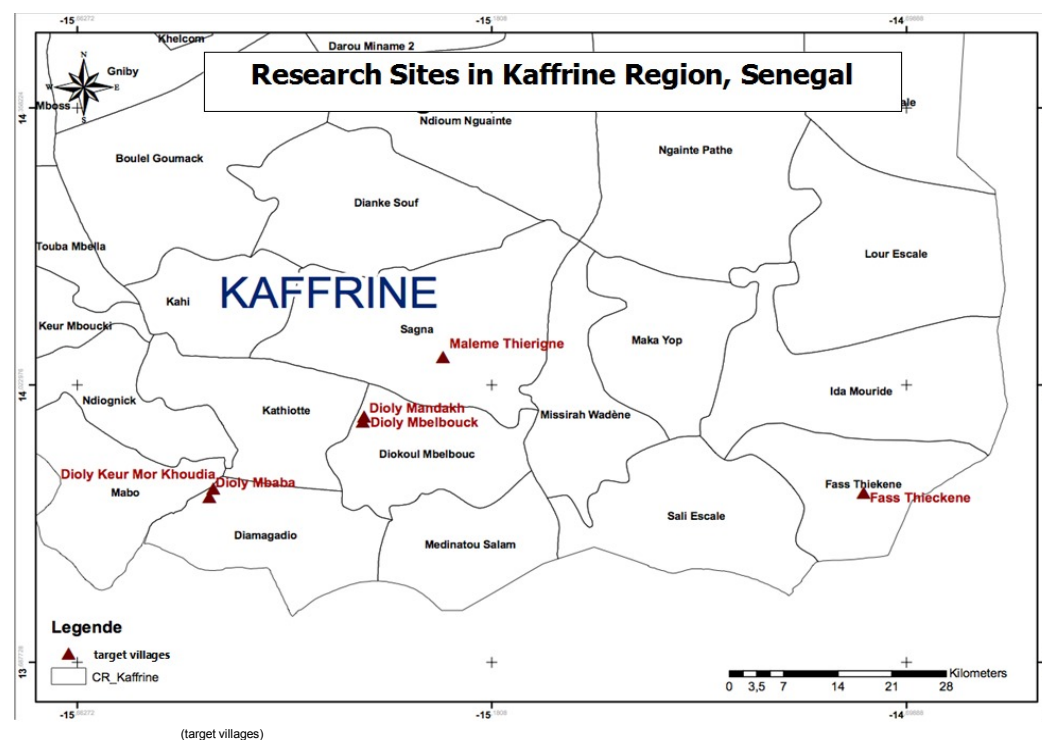 -15,66272 -15,1808 -14,69888
Khelcom
Darou Miname 2
N
W E
S
Gniby
Research Sites in Kaffrine Region, Senegal
Mboss
ale
Ndioum Nguainte
Ngainte Pathe
Boulel Goumack
Dianke Souf
Touba Mbella
Lour Escale
KAFFRINE
Kahi
Keur Mboucki
Sagna
Maleme Thierigne
Maka Yop
Ida Mouride
Ndiognick
Kathiotte
Dioly Mandakh
Dioly Mbelbouck
Missirah Wadène
Diokoul Mbelbouc
Dioly Keur Mor Khoudia
Dioly Mbaba
Mabo
Fass Thiekene
Fass Thieckene
Sali Escale
Diamagadio
Medinatou Salam
Legende
target villages
CR_Kaffrine
Kilometers
0 3,5 7 14 21 28
(target villages)